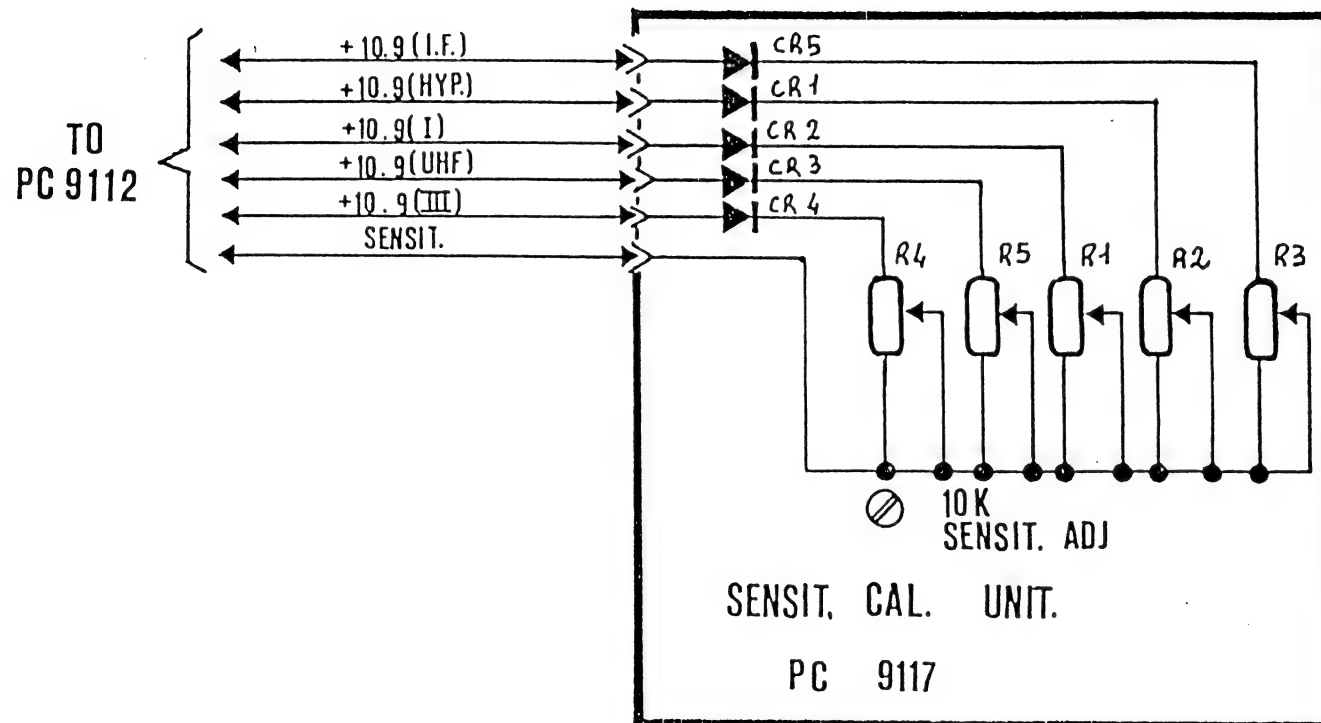 +10.9(I.F.)
CR5
+10.9(HYP.)
CR1
+10.9(I)
CR2
TO
PC 9112
+10.9(UHF)
CR3
+10.9(III)
CR4
SENSIT.
R4
R5
R1
R2
R3
10K
SENSIT. ADJ
SENSIT. CAL. UNIT.
PC 9117